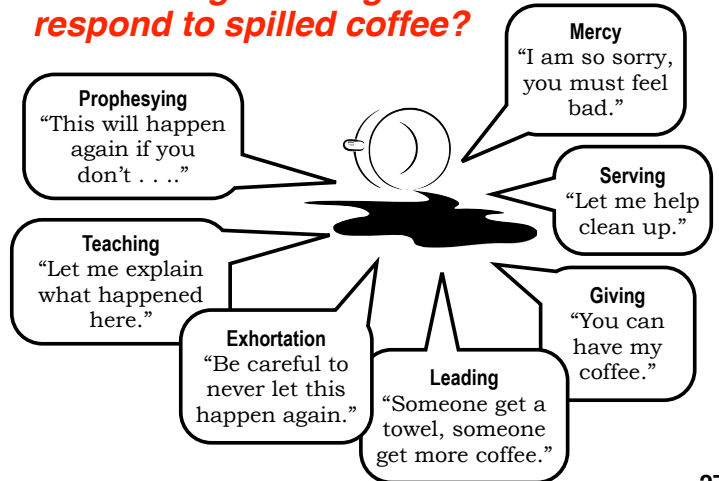 respond to spilled coffee?
Mercy
“I am so sorry,
you must feel
bad.”
Prophesying
“This will happen
again if you
don’t . . ..”
Serving
“Let me help
clean up.”
Teaching
“Let me explain
what happened
here.”
Giving
“You can
have my
coffee.”
Exhortation
“Be careful to
never let this
happen again.”
Leading
“Someone get a
towel, someone
get more coffee.”